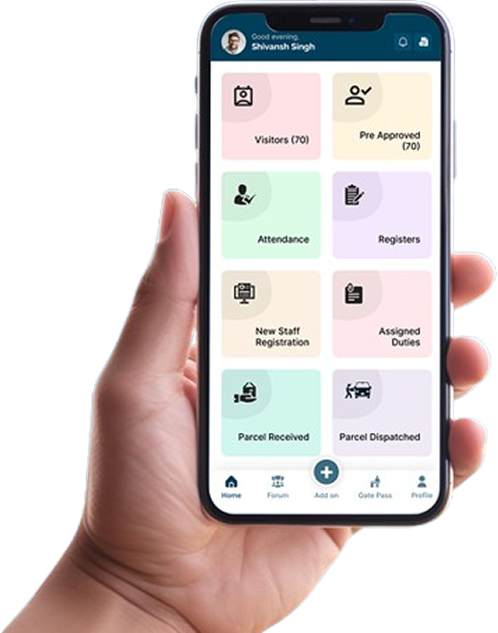 Good evening,
Shivansh Singh
Visitors (70)
Pre Approved
(70)
Attendance
Registers
New Staff
Registration
Assigned
Duties
Parcel Received
Parcel Dispatched
Home
Forum
Add on
Gate Pass
Profile